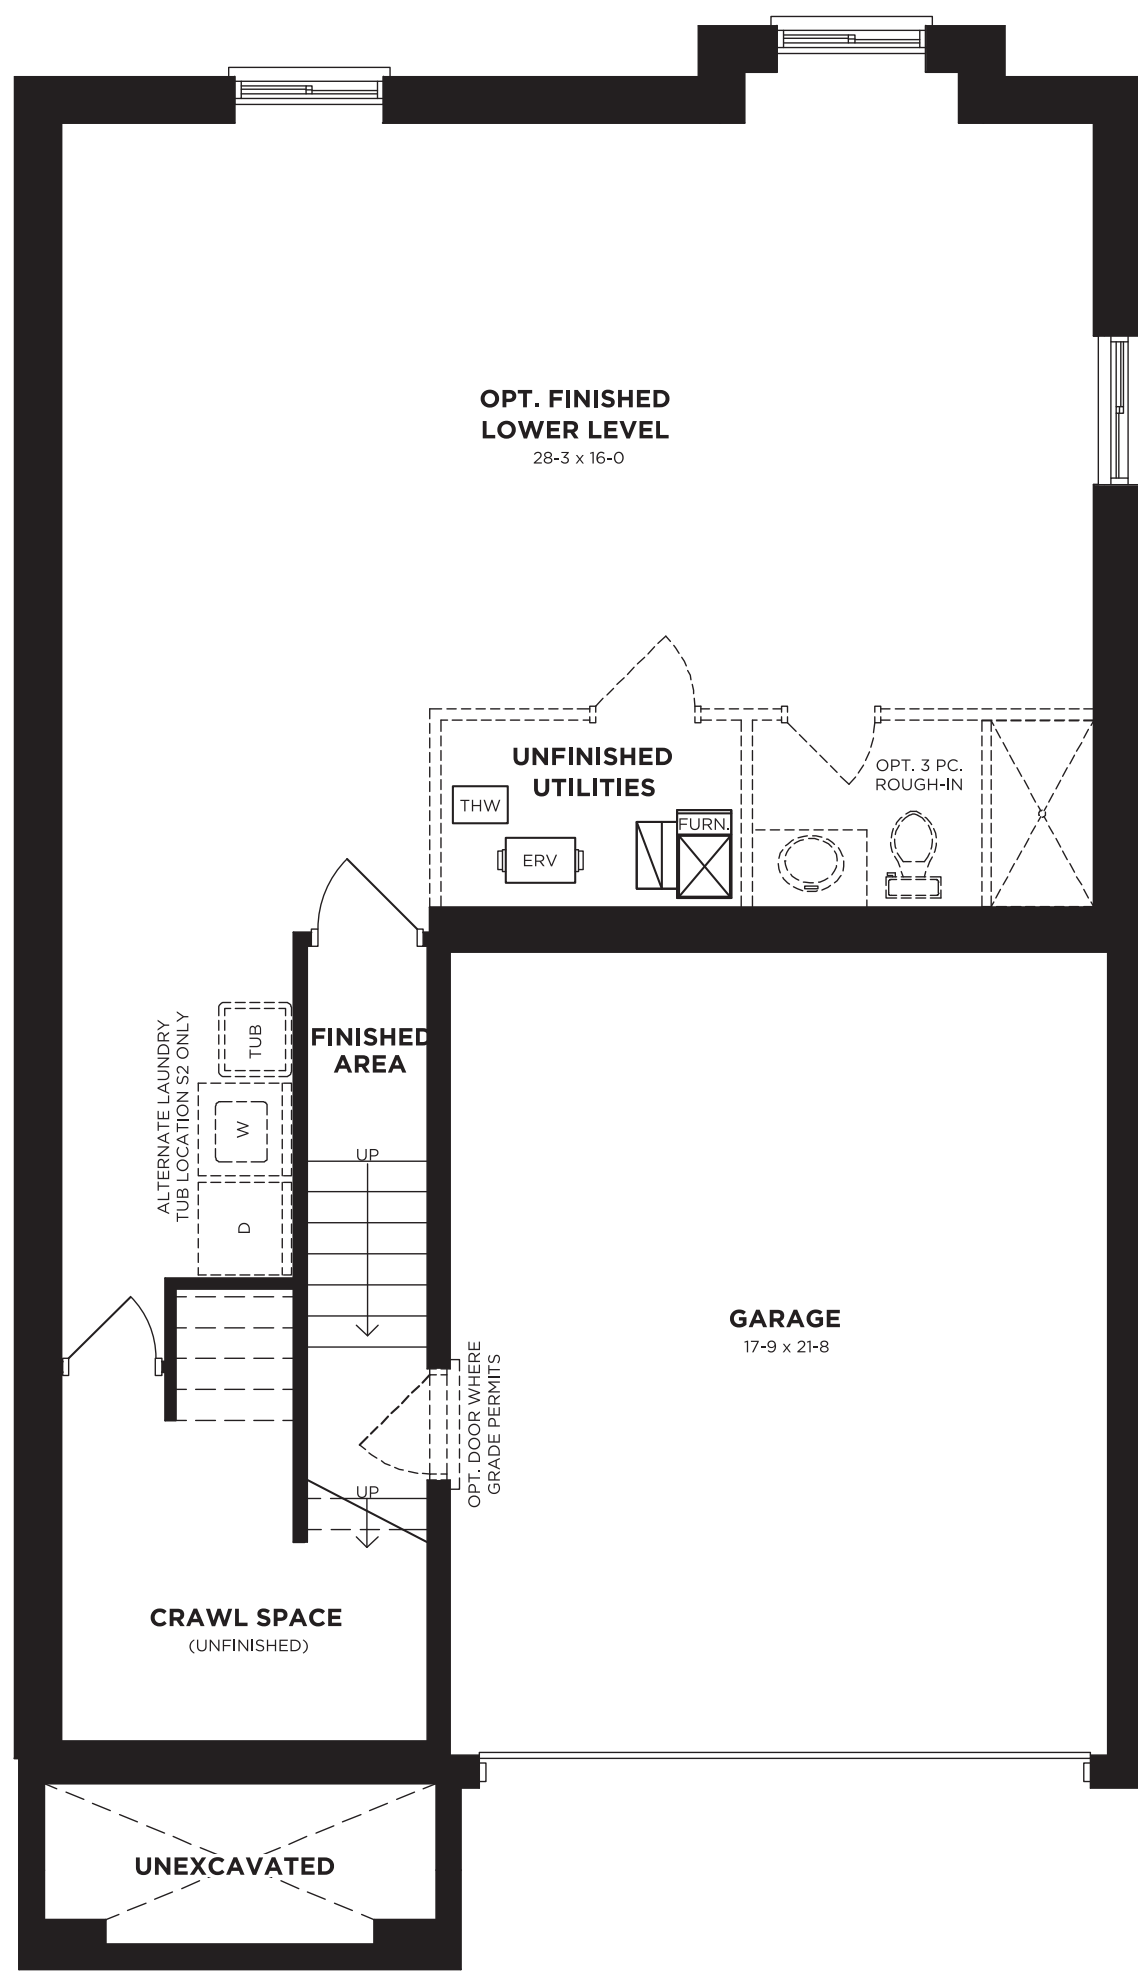 OPT. FINISHED
LOWER LEVEL
28-3 x 16-0
UNFINISHED
UTILITIES
OPT. 3 PC.
ROUGH-IN
THW
FURN.
ERV
FINISHED
AREA
TUB
ALTERNATE LAUNDRY
TUB LOCATION S2 ONLY
W
D
UP
GARAGE
17-9 x 21-8
OPT. DOOR WHERE
GRADE PERMITS
UP
CRAWL SPACE
(UNFINISHED)
UNEXCAVATED